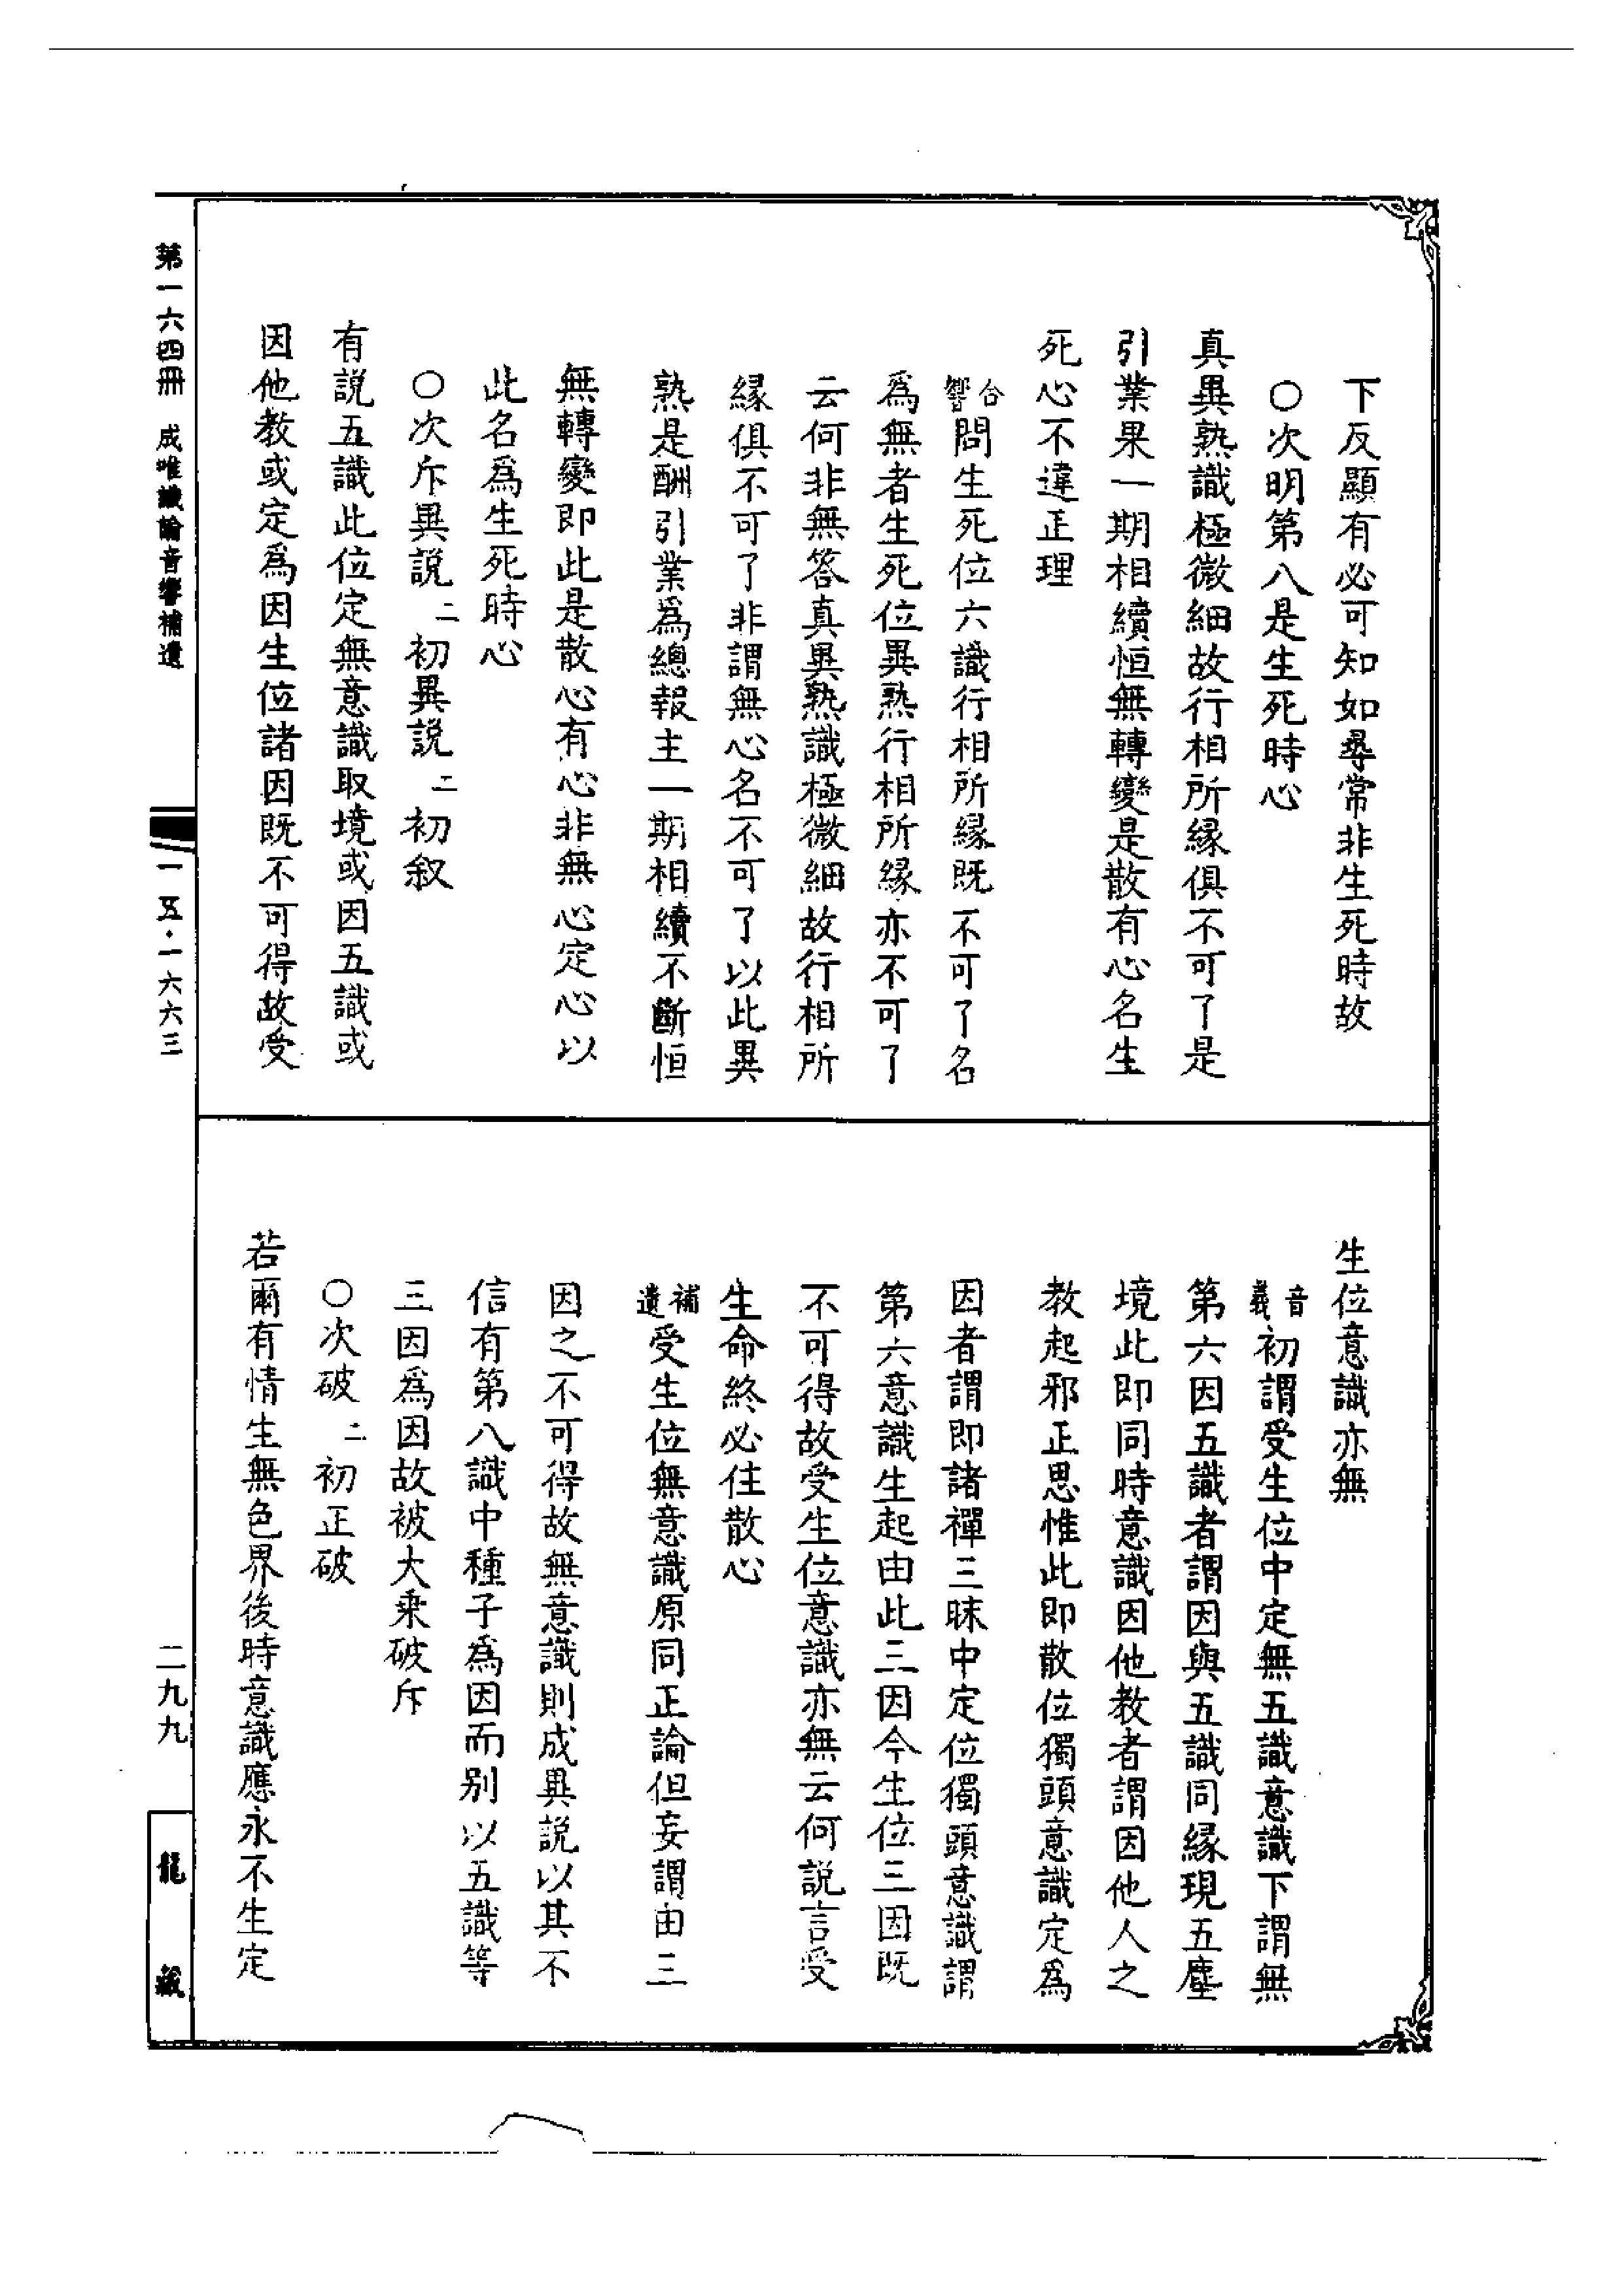 下反顯有必可知如尋常非生死時故
○次明第八是生死時心
真異熟識極微細故行相所緣俱不可了是
引業果一期相續恒無轉變是散有心名生
死心不違正理
合響問生死位六識行相所緣既不可了名
為無者生死位異熟行相所緣亦不可了
云何非無答真異熟識極微細故行相所
緣俱不可了非謂無心名不可了以此異
熟是酬引業為總報主一期相續不斷恒
無轉變即此是散心有心非無心定心以
此名為生死時心
○次斥異說二初異說二初叙
有說五識此位定無意識取境或因五識或
因他教或定為因生位諸因既不可得故受
生位意識亦無
音義初謂受生位中定無五識意識下謂無
第六因五識者謂因與五識同緣現五塵
境此即同時意識因他教者謂因他人之
教起邪正思惟此即散位獨頭意識定為
因者謂即諸禪三昧中定位獨頭意識謂
第六意識生起由此三因今生位三因既
不可得故受生位意識亦無云何說言受
生命終必住散心
補遺受生位無意識原同正論但妄謂由三
因之不可得故無意識則成異說以其不
信有第八識中種子為因而別以五識等
三因為因故被大乘破斥
○次破二初正破
若爾有情生無色界後時意識應永不生定
第一六四冊　成唯識論音響補遺
一五·一六六三
二九九
龍藏